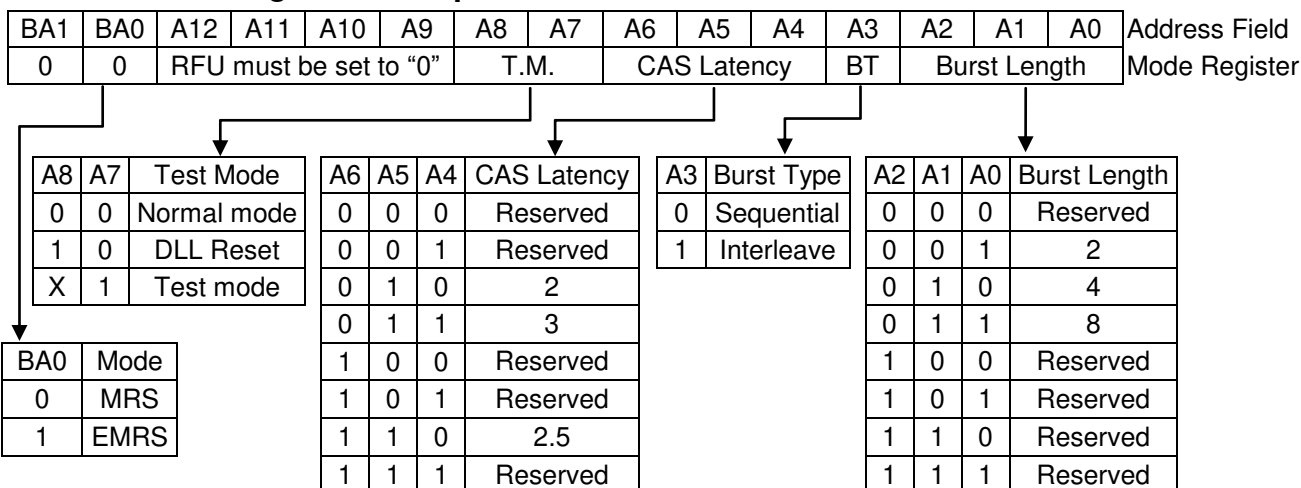 BA1 BA0 A12 A11 A10 A9 A8 A7 A6 A5 A4 A3 A2 A1 A0 Address Field
0 0 RFU must be set to “0” T.M. CAS Latency BT Burst Length Mode Register
A8 A7 Test Mode
0 0 Normal mode
1 0 DLL Reset
X 1 Test mode
BA0 Mode
0 MRS
1 EMRS
A6 A5 A4 CAS Latency
0 0 0 Reserved
0 0 1 Reserved
0 1 0 2
0 1 1 3
1 0 0 Reserved
1 0 1 Reserved
1 1 0 2.5
1 1 1 Reserved
A3 Burst Type
0 Sequential
1 Interleave
A2 A1 A0 Burst Length
0 0 0 Reserved
0 0 1 2
0 1 0 4
0 1 1 8
1 0 0 Reserved
1 0 1 Reserved
1 1 0 Reserved
1 1 1 Reserved